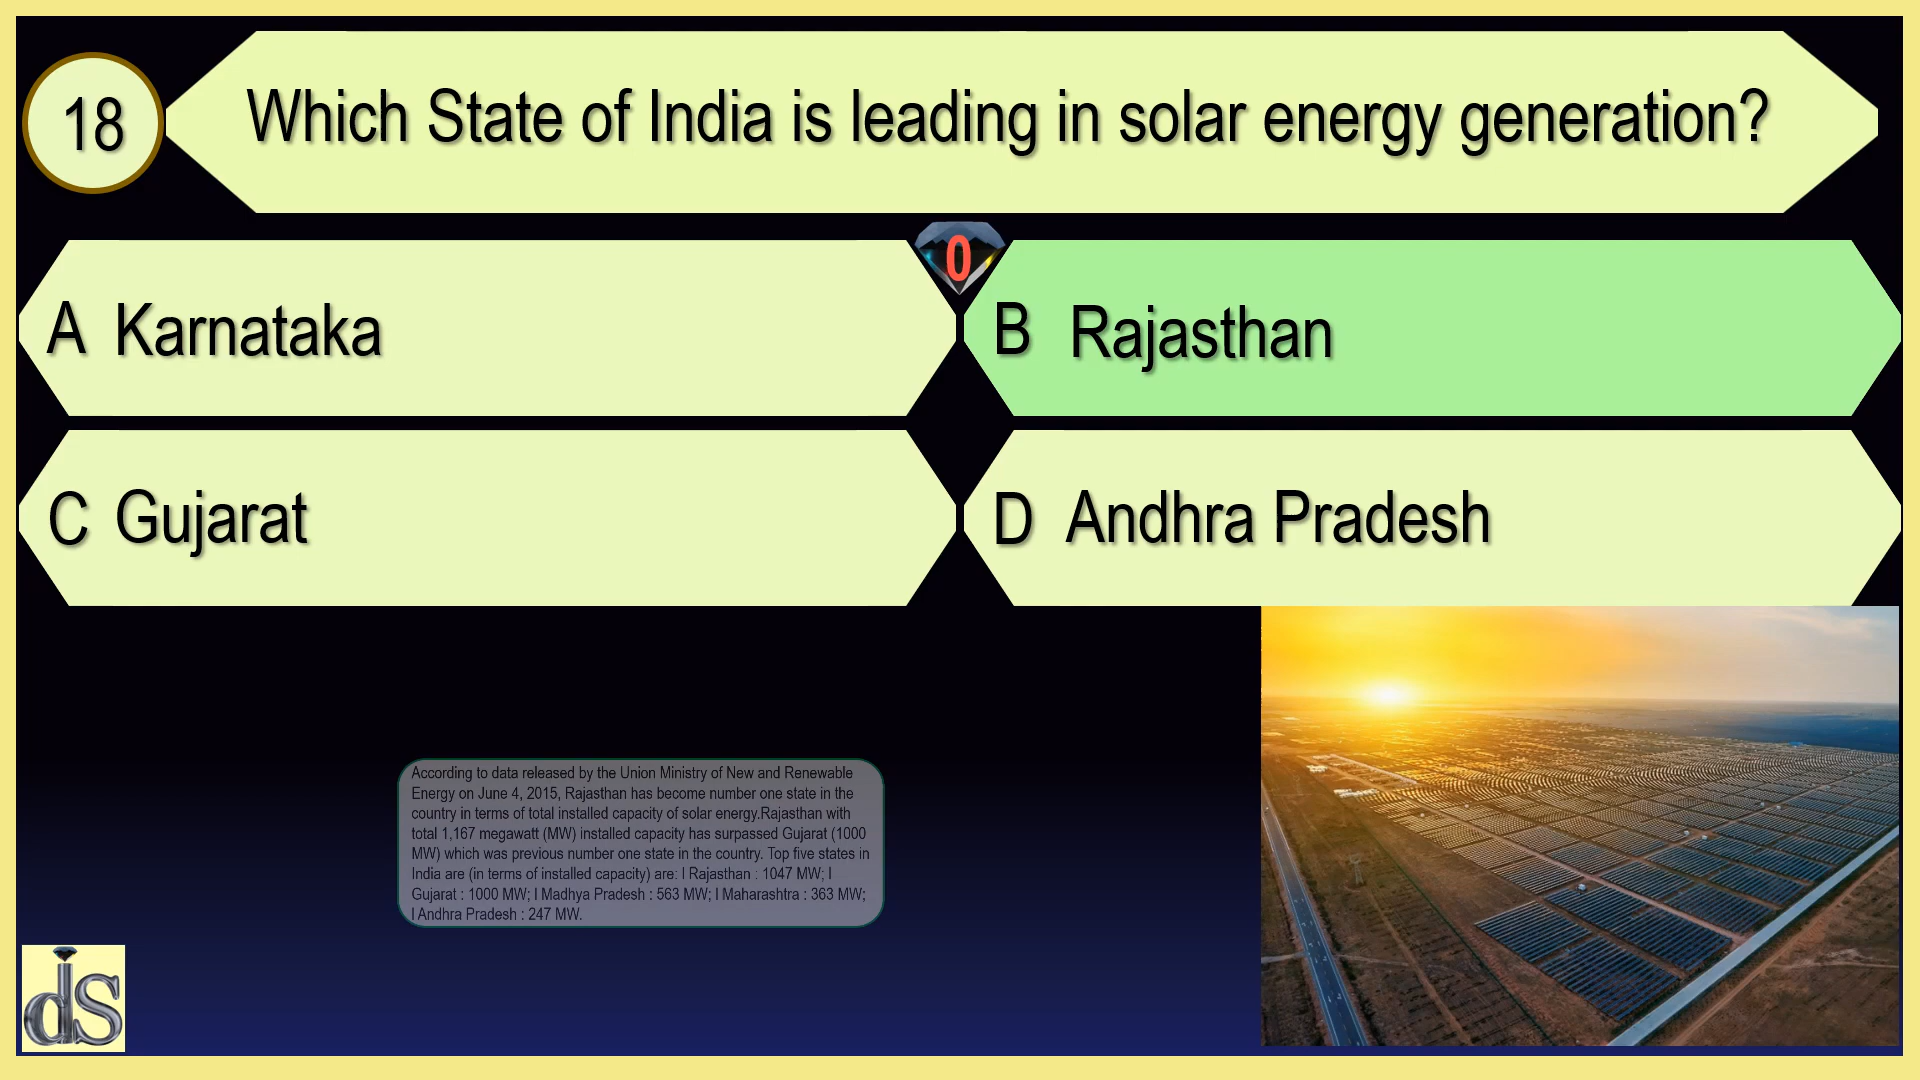 18
Which State of India is leading in solar energy generation?
0
A Karnataka
B Rajasthan
C Gujarat
D Andhra Pradesh
According to data released by the Union Ministry of New and Renewable
Energy on June 4, 2015, Rajasthan has become number one state in the
country in terms of total installed capacity of solar energy.Rajasthan with
total 1,167 megawatt (MW) installed capacity has surpassed Gujarat (1000
MW) which was previous number one state in the country. Top five states in
India are (in terms of installed capacity) are: l Rajasthan : 1047 MW; l
Gujarat : 1000 MW; l Madhya Pradesh : 563 MW; l Maharashtra : 363 MW;
l Andhra Pradesh : 247 MW.
dS